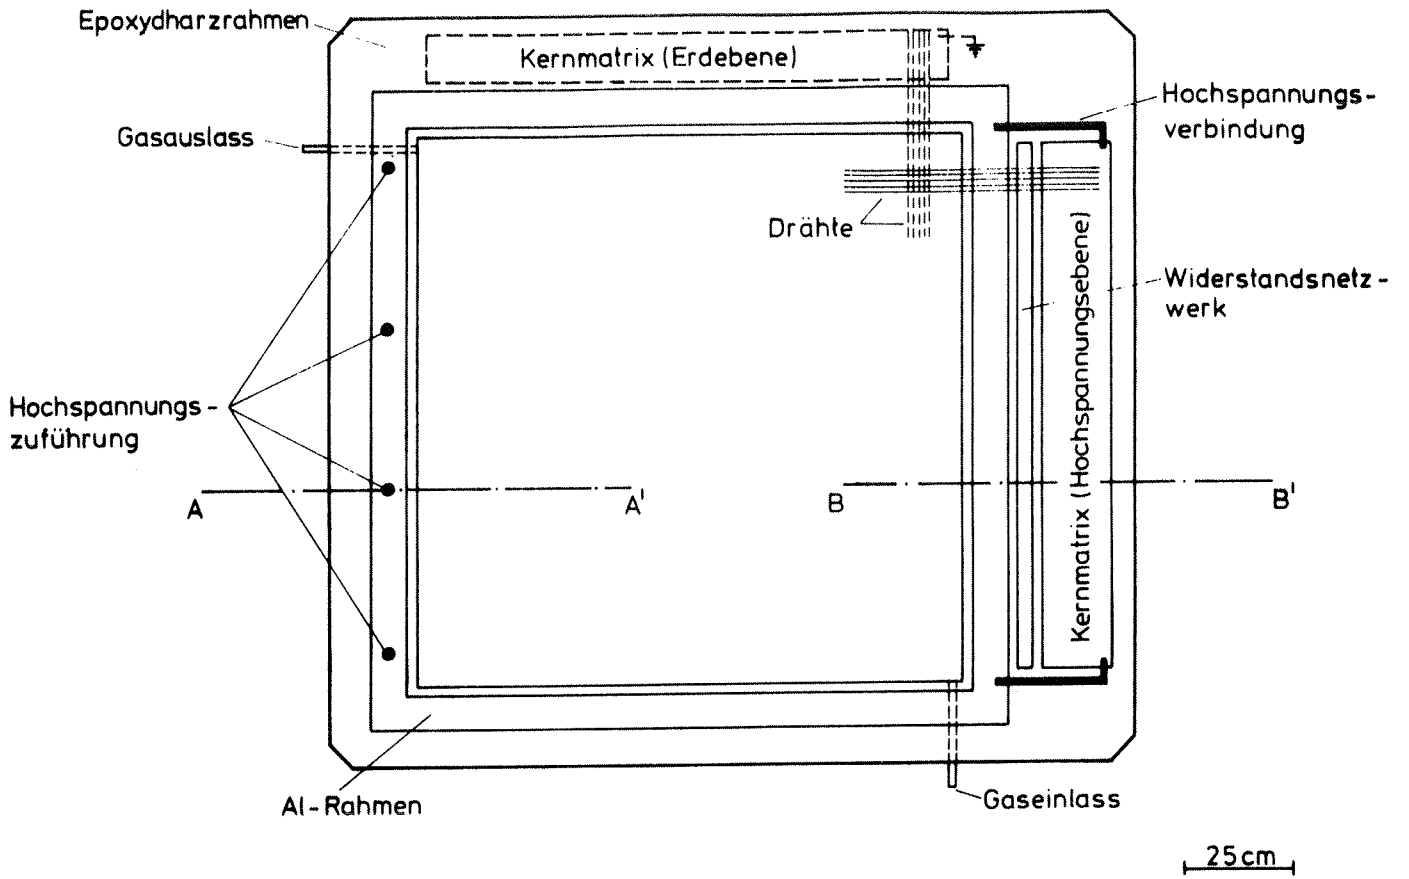 Epoxydharzrahmen
Kernmatrix (Erdebene)
Hochspannungs-
verbindung
Gasauslass
Drähte
Widerstandsnetz-
werk
Kernmatrix (Hochspannungsebene)
Hochspannungs-
zuführung
A
A'
B
B'
Al-Rahmen
Gaseinlass
25cm